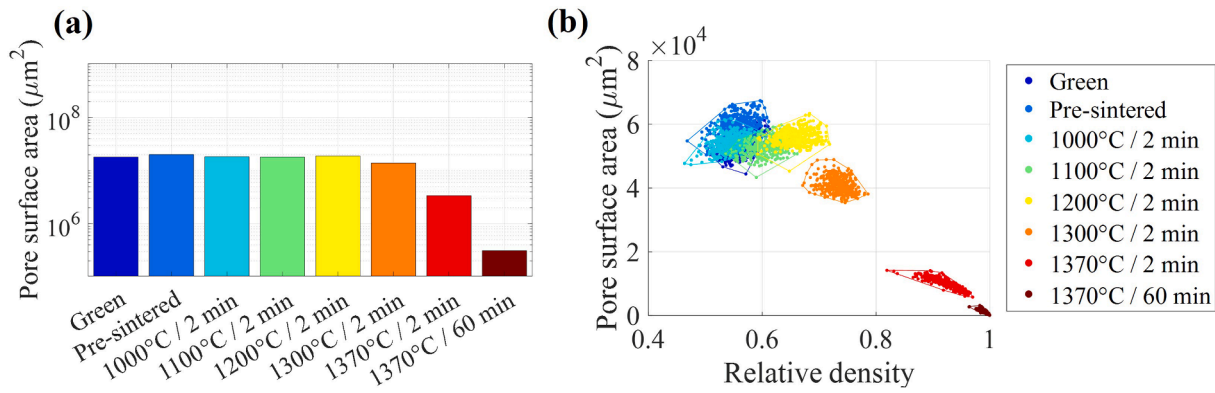 (a)
Pore surface area (μm²)
10⁸
10⁶
Green
Pre-sintered
1000°C / 2 min
1100°C / 2 min
1200°C / 2 min
1300°C / 2 min
1370°C / 2 min
1370°C / 60 min
(b)
×10⁴
Pore surface area (μm²)
8
6
4
2
0
0.4
0.6
0.8
1
Relative density
Green
Pre-sintered
1000°C / 2 min
1100°C / 2 min
1200°C / 2 min
1300°C / 2 min
1370°C / 2 min
1370°C / 60 min